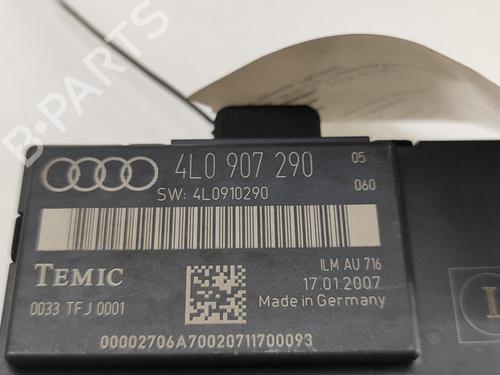 B-PARTS
4L0 907 290 05
SW: 4L0910290 060
TEMIC
ILM AU 716
17.01.2007
0033 TFJ 0001
Made in Germany
00002706A70020711700093